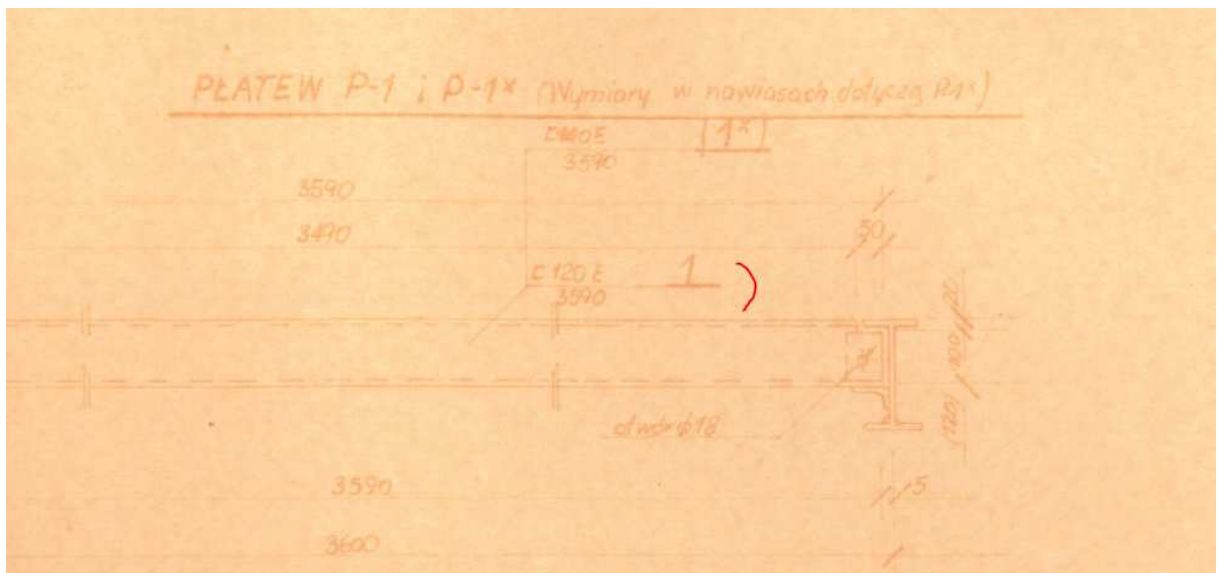 PŁATEW P-1 i P-1x (Wymiary w nawiasach dotyczą P-1x)
[140E (1x)
3590
3590
3490 50
[120E 1
3590
20
100
(120)
otwór ϕ18
3590 5
3600